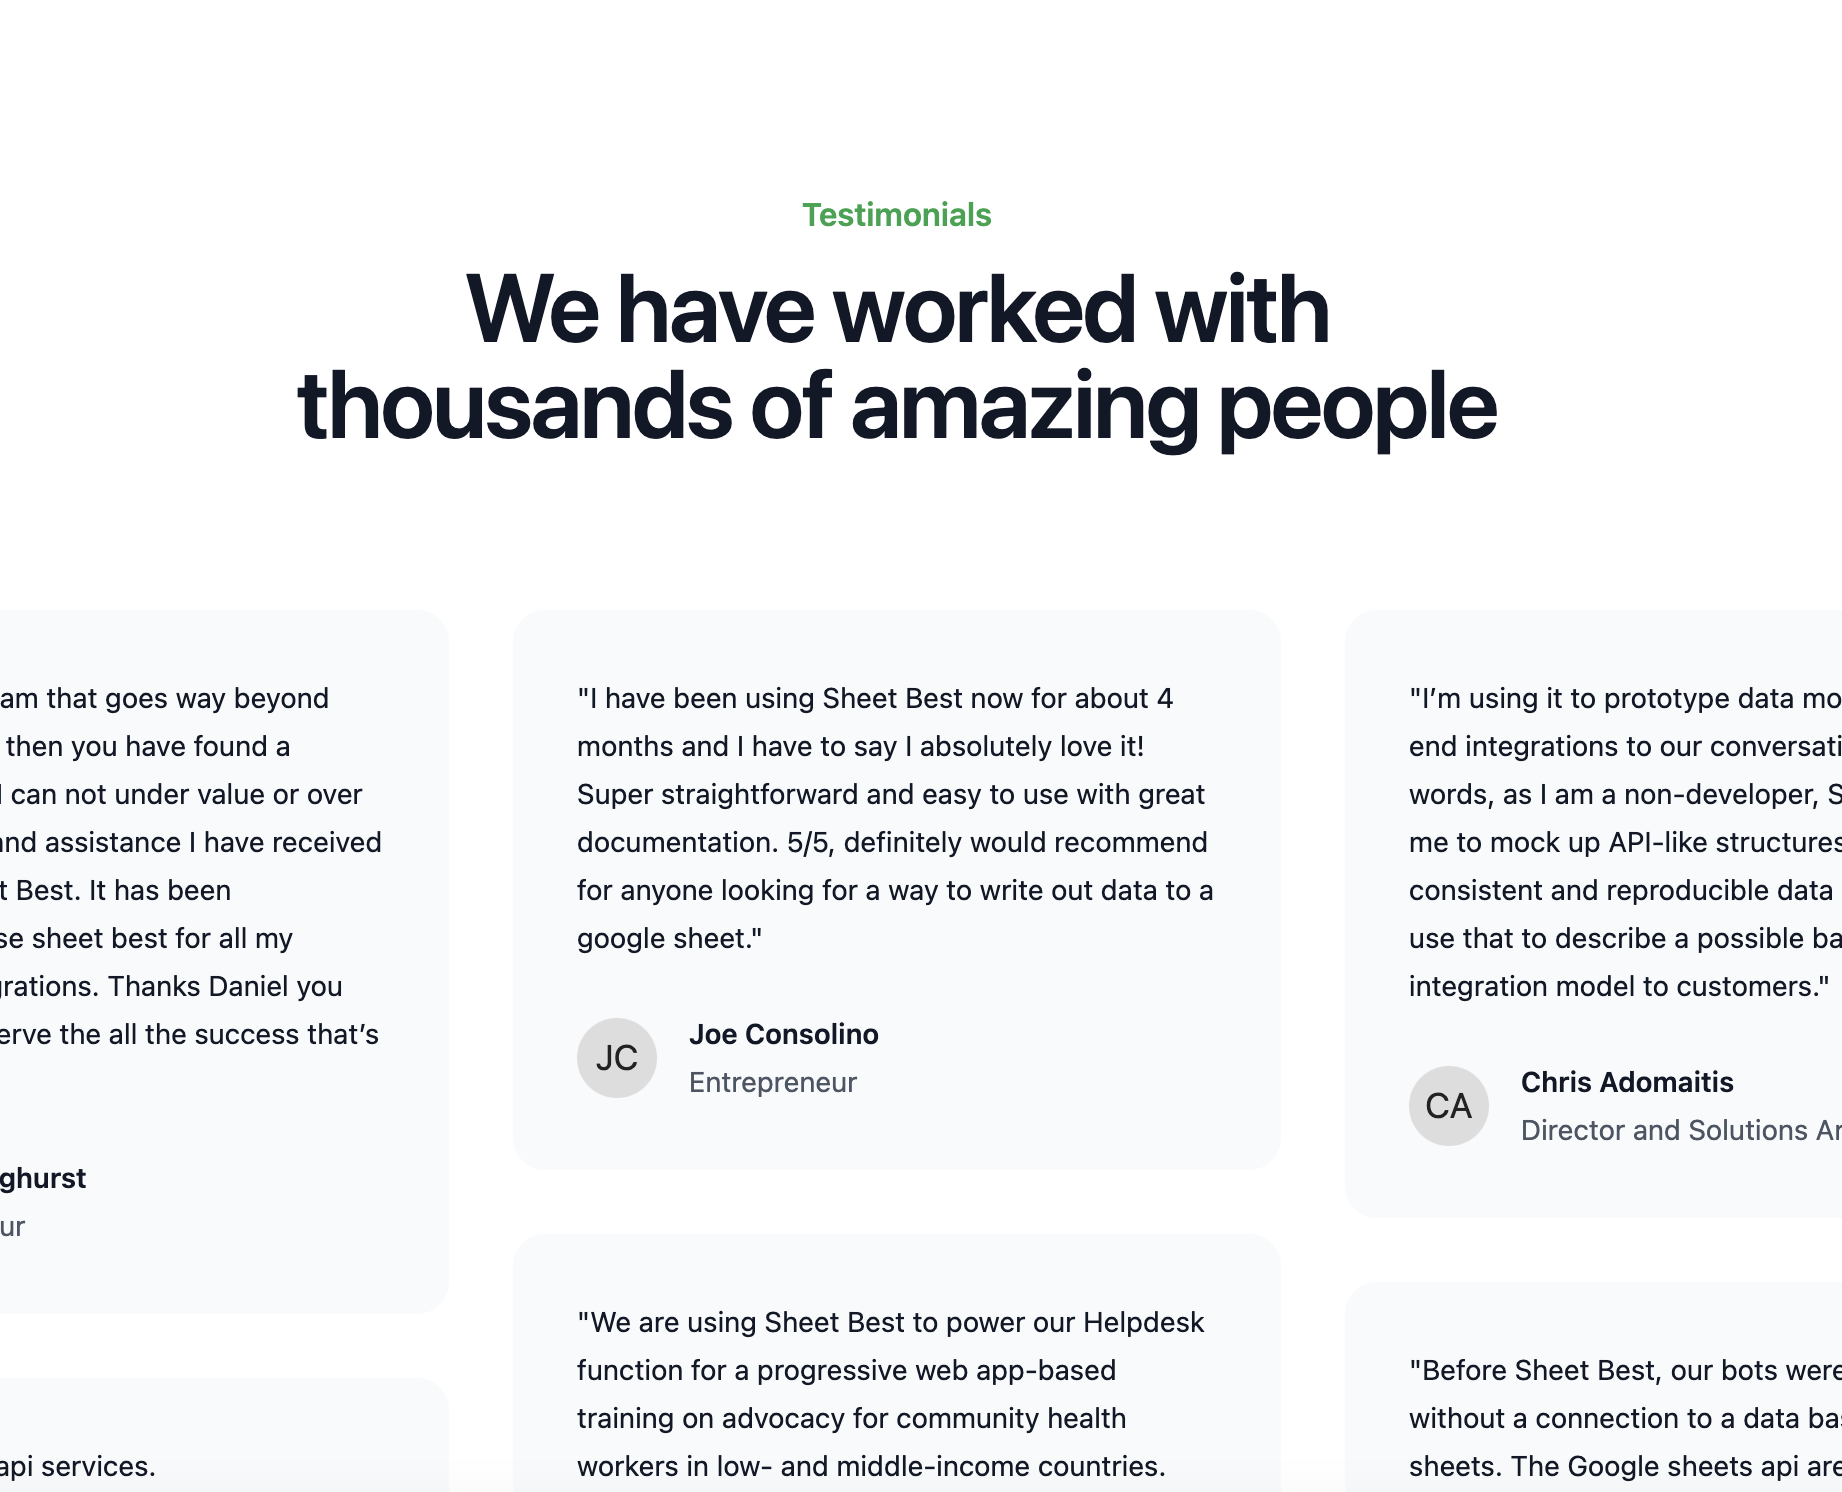 Testimonials
We have worked with
thousands of amazing people
am that goes way beyond
then you have found a
I can not under value or over
and assistance I have received
t Best. It has been
se sheet best for all my
grations. Thanks Daniel you
erve the all the success that’s
ghurst
ur
api services.
"I have been using Sheet Best now for about 4
months and I have to say I absolutely love it!
Super straightforward and easy to use with great
documentation. 5/5, definitely would recommend
for anyone looking for a way to write out data to a
google sheet."
JC
Joe Consolino
Entrepreneur
"We are using Sheet Best to power our Helpdesk
function for a progressive web app-based
training on advocacy for community health
workers in low- and middle-income countries.
"I’m using it to prototype data mo
end integrations to our conversati
words, as I am a non-developer, S
me to mock up API-like structures
consistent and reproducible data
use that to describe a possible ba
integration model to customers."
CA
Chris Adomaitis
Director and Solutions Ar
"Before Sheet Best, our bots were
without a connection to a data bas
sheets. The Google sheets api are